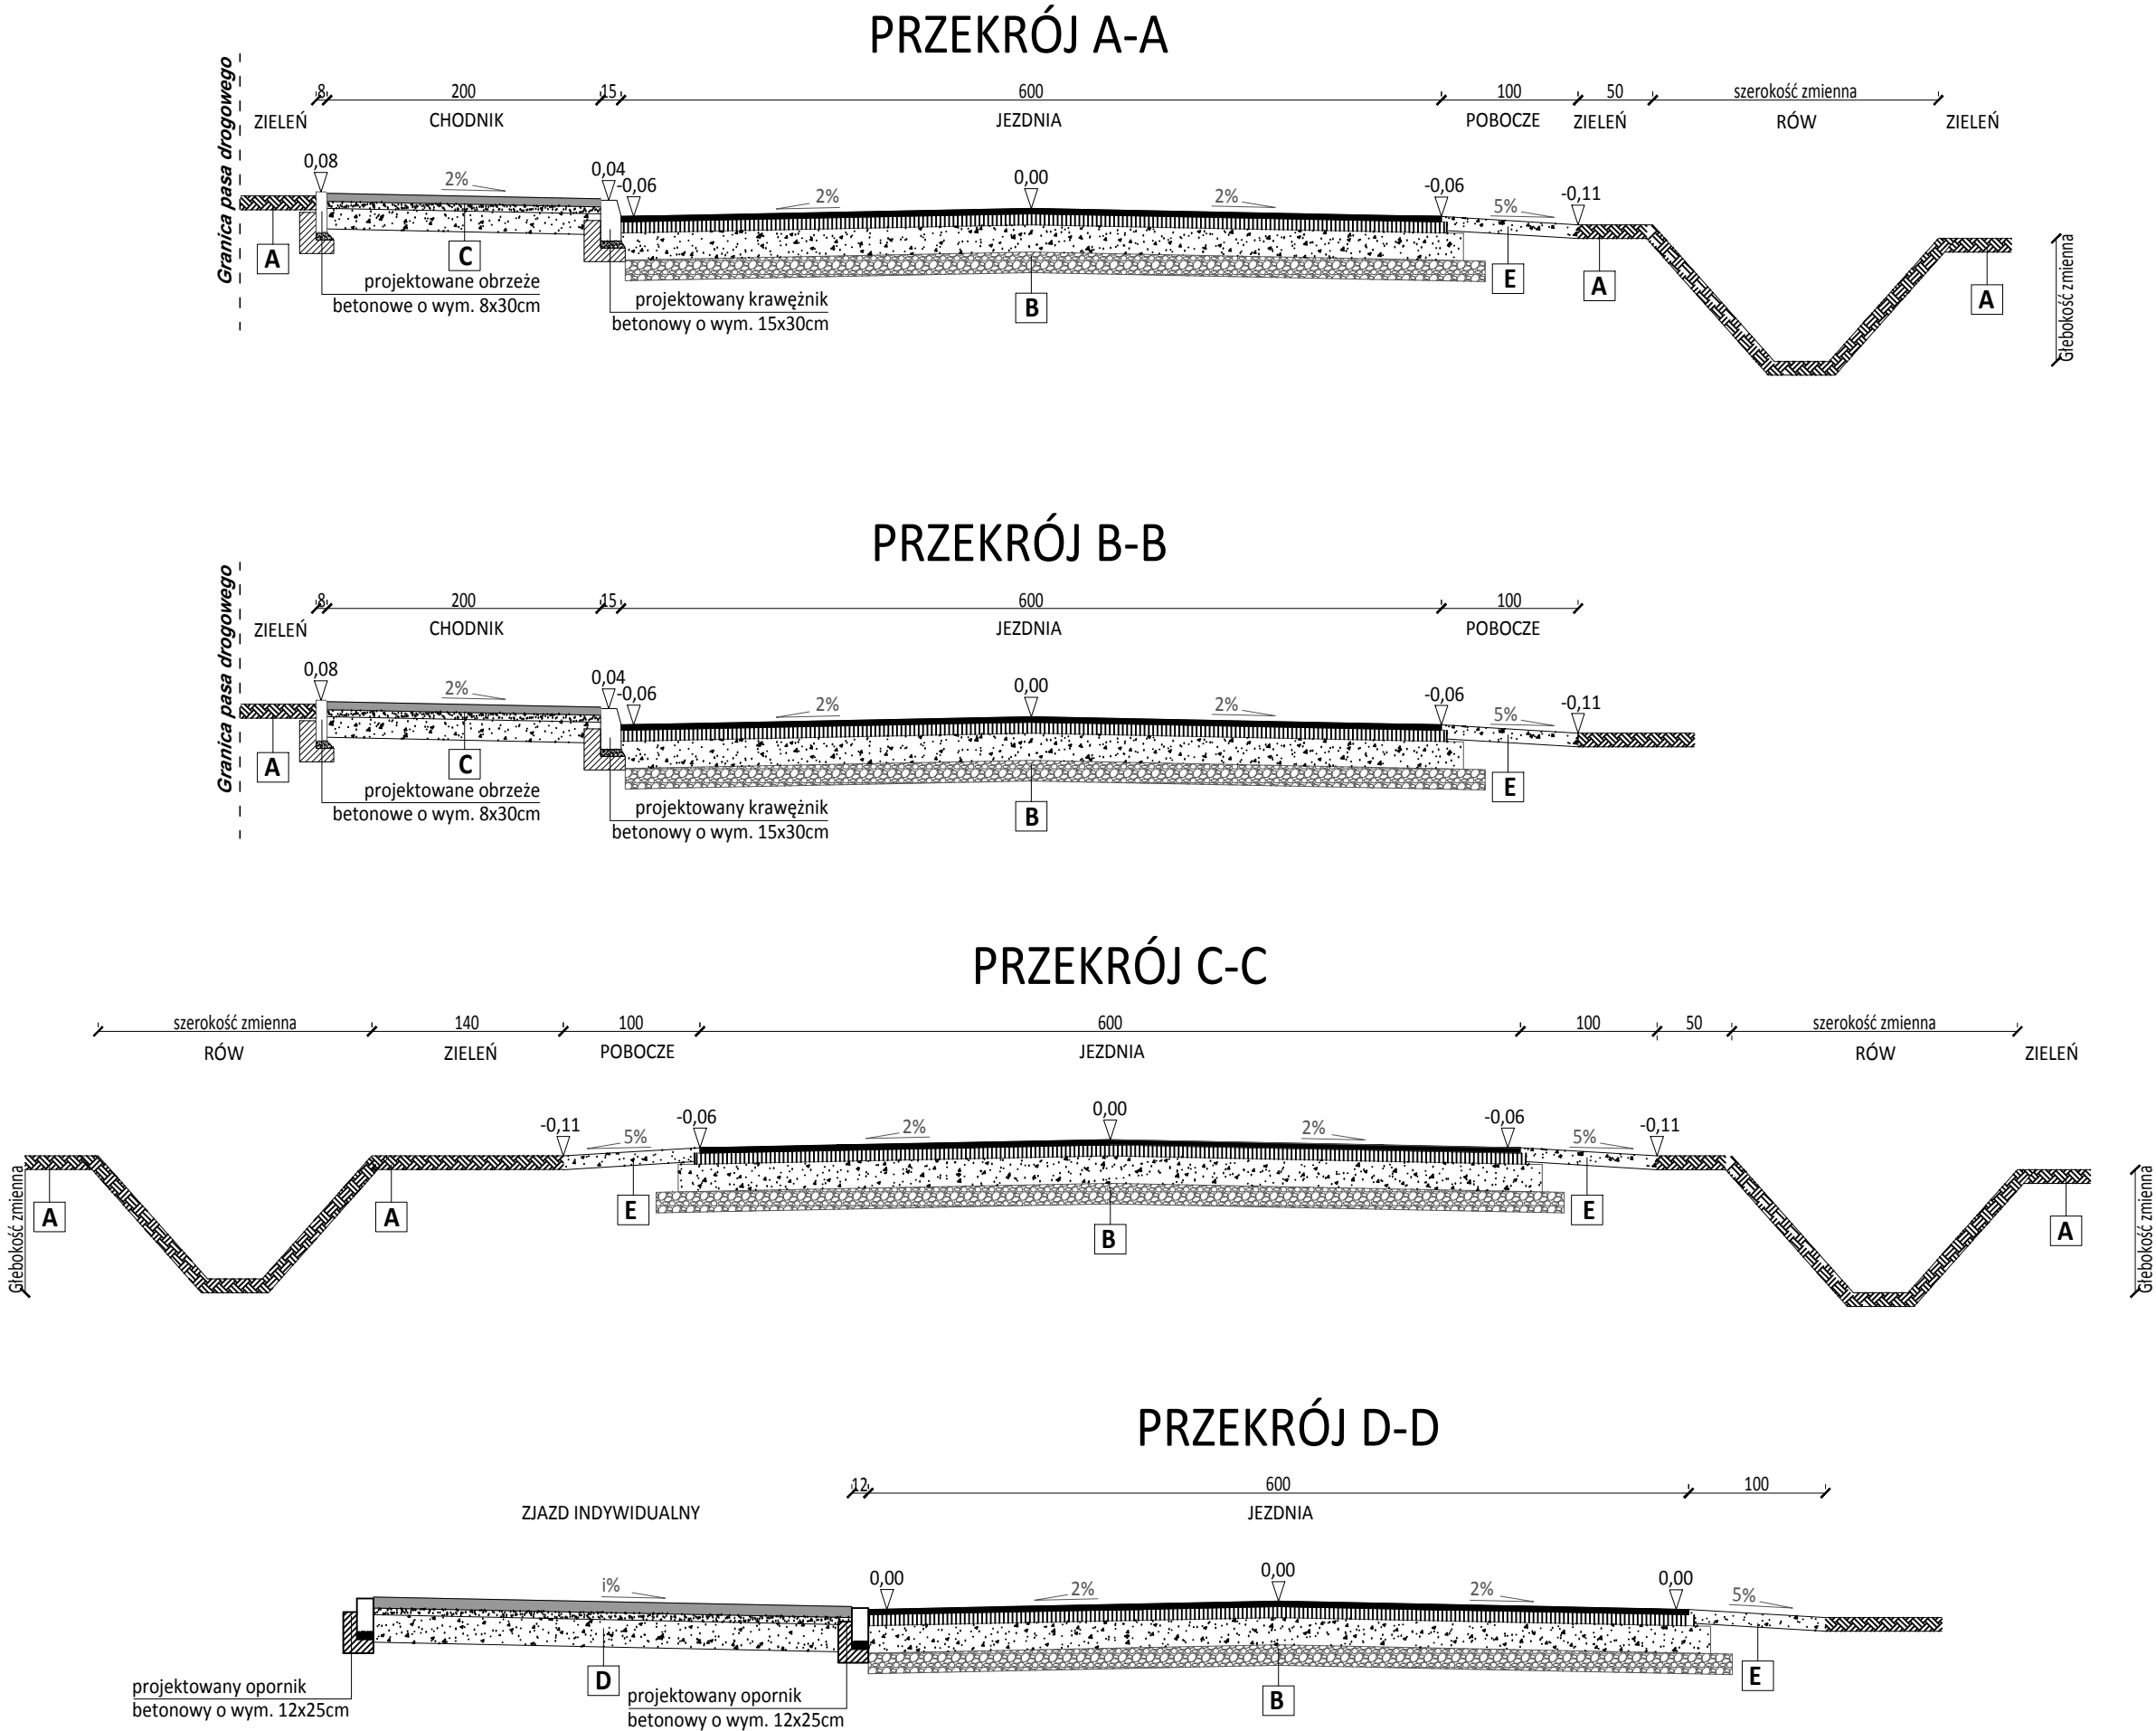 PRZEKRÓJ A-A
Granica pasa drogowego
8 200 15 600 100 50 szerokość zmienna
ZIELEŃ CHODNIK JEZDNIA POBOCZE ZIELEŃ RÓW ZIELEŃ
0,08 0,04 -0,06 0,00 -0,06 -0,11
2% 2% 2% 5%
A C B E A A
projektowane obrzeże
betonowe o wym. 8x30cm
projektowany krawężnik
betonowy o wym. 15x30cm
Głebokość zmienna
PRZEKRÓJ B-B
Granica pasa drogowego
8 200 15 600 100
ZIELEŃ CHODNIK JEZDNIA POBOCZE
0,08 0,04 -0,06 0,00 -0,06 -0,11
2% 2% 2% 5%
A C B E
projektowane obrzeże
betonowe o wym. 8x30cm
projektowany krawężnik
betonowy o wym. 15x30cm
PRZEKRÓJ C-C
szerokość zmienna 140 100 600 100 50 szerokość zmienna
RÓW ZIELEŃ POBOCZE JEZDNIA RÓW ZIELEŃ
-0,11 -0,06 0,00 -0,06 -0,11
5% 2% 2% 5%
Głebokość zmienna
A A E B E A
Głebokość zmienna
PRZEKRÓJ D-D
12 600 100
ZJAZD INDYWIDUALNY JEZDNIA
0,00 0,00 0,00
i% 2% 2% 5%
D B E
projektowany opornik
betonowy o wym. 12x25cm
projektowany opornik
betonowy o wym. 12x25cm